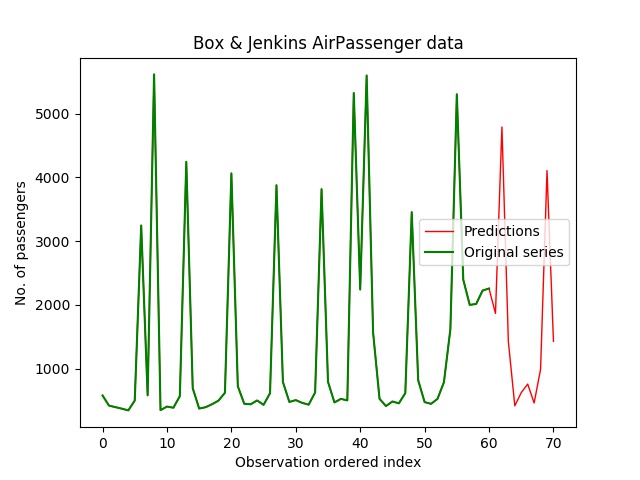 Box & Jenkins AirPassenger data
No. of passengers
5000
4000
3000
2000
1000
Predictions
Original series
0 10 20 30 40 50 60 70
Observation ordered index